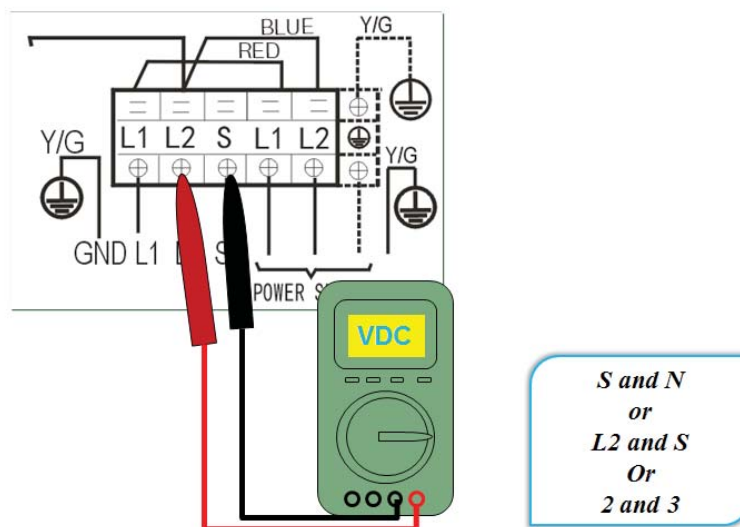 BLUE
Y/G
RED
L1 L2 S L1 L2
Y/G
Y/G
GND L1
POWER
VDC
S and N
or
L2 and S
Or
2 and 3